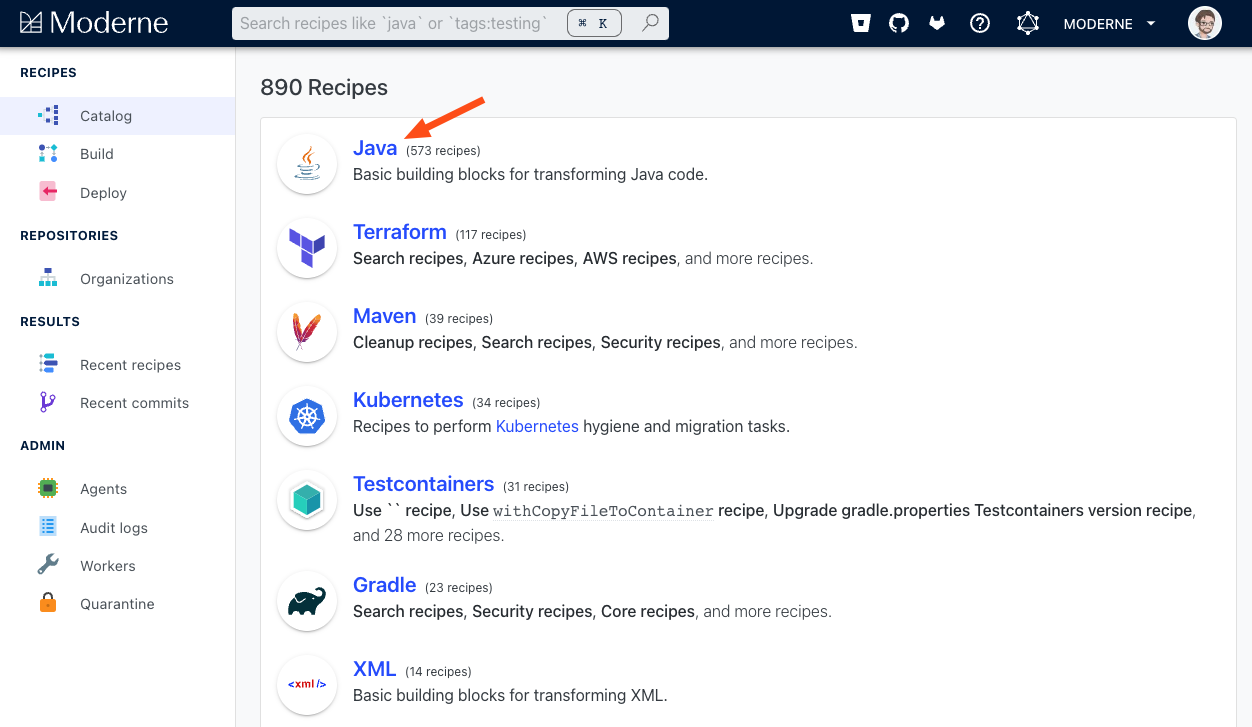 Moderne
Search recipes like `java` or `tags:testing`
⌘ K
MODERNE
RECIPES
Catalog
Build
Deploy
REPOSITORIES
Organizations
RESULTS
Recent recipes
Recent commits
ADMIN
Agents
Audit logs
Workers
Quarantine
890 Recipes
Java (573 recipes)
Basic building blocks for transforming Java code.
Terraform (117 recipes)
Search recipes, Azure recipes, AWS recipes, and more recipes.
Maven (39 recipes)
Cleanup recipes, Search recipes, Security recipes, and more recipes.
Kubernetes (34 recipes)
Recipes to perform Kubernetes hygiene and migration tasks.
Testcontainers (31 recipes)
Use `` recipe, Use withCopyFileToContainer recipe, Upgrade gradle.properties Testcontainers version recipe,
and 28 more recipes.
Gradle (23 recipes)
Search recipes, Security recipes, Core recipes, and more recipes.
<xml/>
XML (14 recipes)
Basic building blocks for transforming XML.